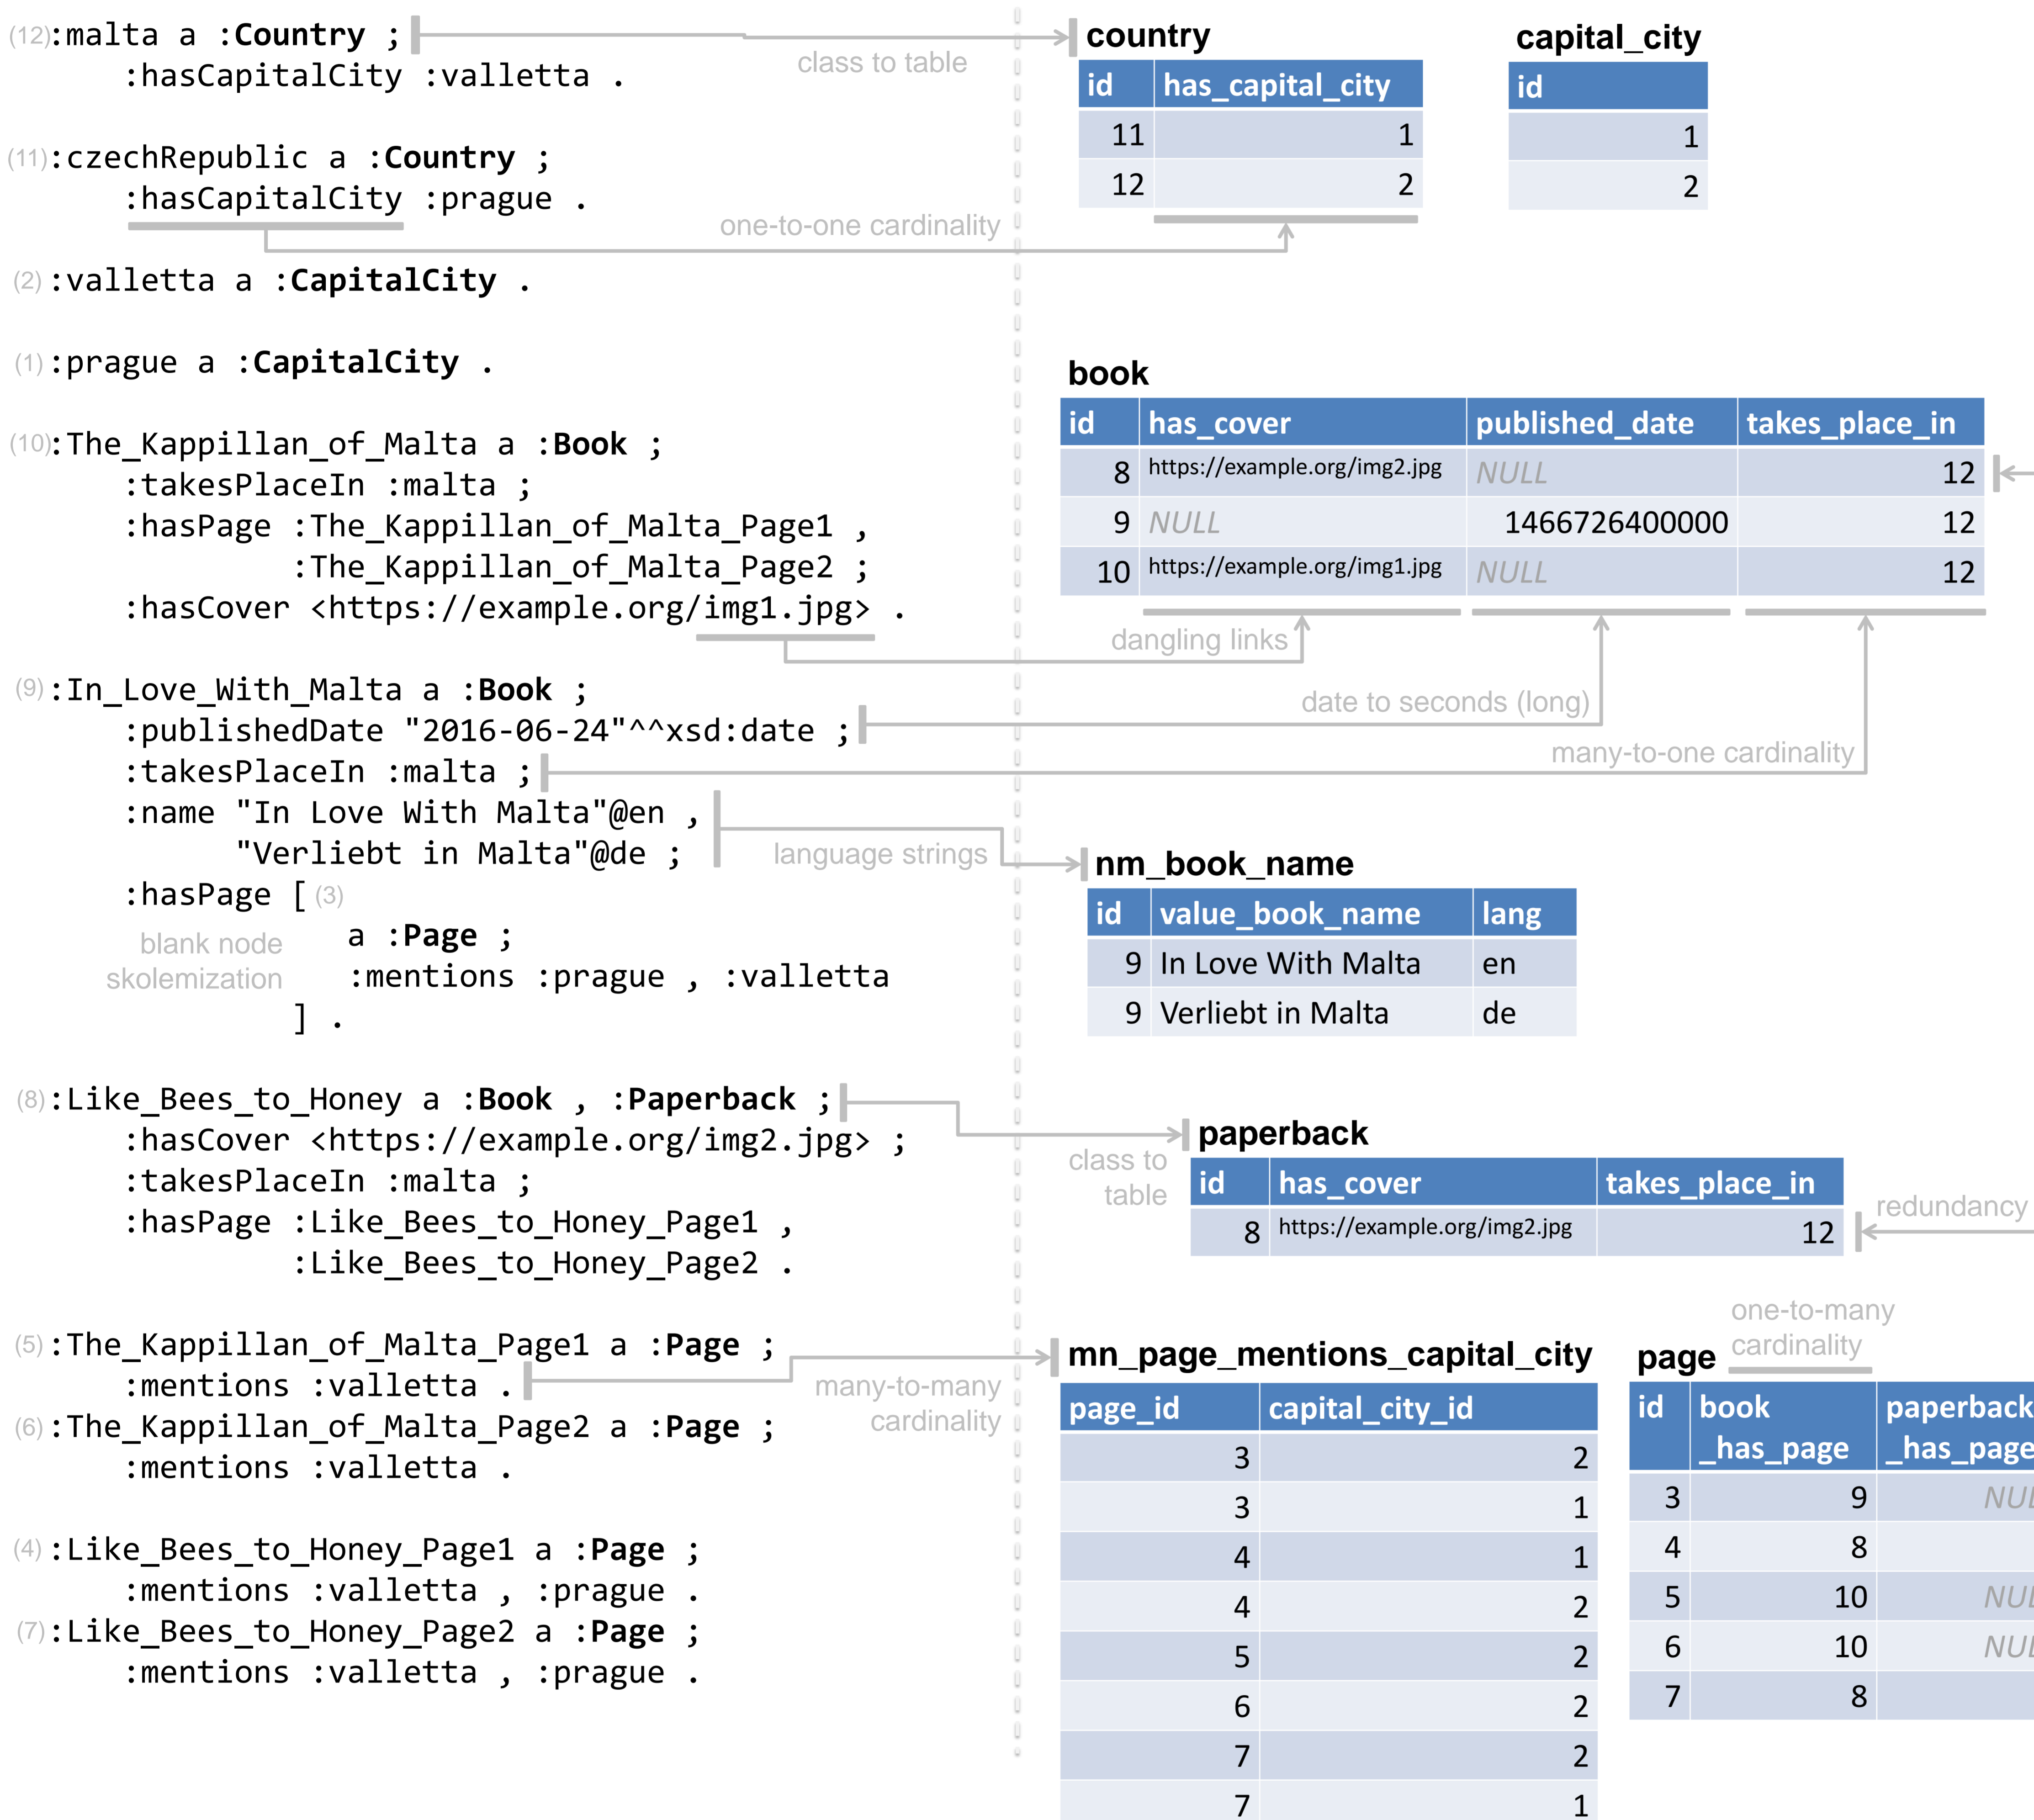 (12):malta a :Country ;
:hasCapitalCity :valletta .
(11):czechRepublic a :Country ;
:hasCapitalCity :prague .
(2):valletta a :CapitalCity .
(1):prague a :CapitalCity .
(10):The_Kappillan_of_Malta a :Book ;
:takesPlaceIn :malta ;
:hasPage :The_Kappillan_of_Malta_Page1 ,
:The_Kappillan_of_Malta_Page2 ;
:hasCover <https://example.org/img1.jpg> .
(9):In_Love_With_Malta a :Book ;
:publishedDate "2016-06-24"^^xsd:date ;
:takesPlaceIn :malta ;
:name "In Love With Malta"@en ,
"Verliebt in Malta"@de ;
:hasPage [ (3)
a :Page ;
:mentions :prague , :valletta
] .
blank node
skolemization
(8):Like_Bees_to_Honey a :Book , :Paperback ;
:hasCover <https://example.org/img2.jpg> ;
:takesPlaceIn :malta ;
:hasPage :Like_Bees_to_Honey_Page1 ,
:Like_Bees_to_Honey_Page2 .
(5):The_Kappillan_of_Malta_Page1 a :Page ;
:mentions :valletta .
(6):The_Kappillan_of_Malta_Page2 a :Page ;
:mentions :valletta .
(4):Like_Bees_to_Honey_Page1 a :Page ;
:mentions :valletta , :prague .
(7):Like_Bees_to_Honey_Page2 a :Page ;
:mentions :valletta , :prague .
class to table
one-to-one cardinality
country
id has_capital_city
11 1
12 2
capital_city
id
1
2
book
id has_cover published_date takes_place_in
8 https://example.org/img2.jpg NULL 12
9 NULL 1466726400000 12
10 https://example.org/img1.jpg NULL 12
dangling links
date to seconds (long)
many-to-one cardinality
language strings
nm_book_name
id value_book_name lang
9 In Love With Malta en
9 Verliebt in Malta de
class to
table
paperback
id has_cover takes_place_in
8 https://example.org/img2.jpg 12
redundancy
many-to-many
cardinality
mn_page_mentions_capital_city
page_id capital_city_id
3 2
3 1
4 1
4 2
5 2
6 2
7 2
7 1
one-to-many
cardinality
page
id book paperback
_has_page _has_page
3 9
4 8
5 10
6 10
7 8